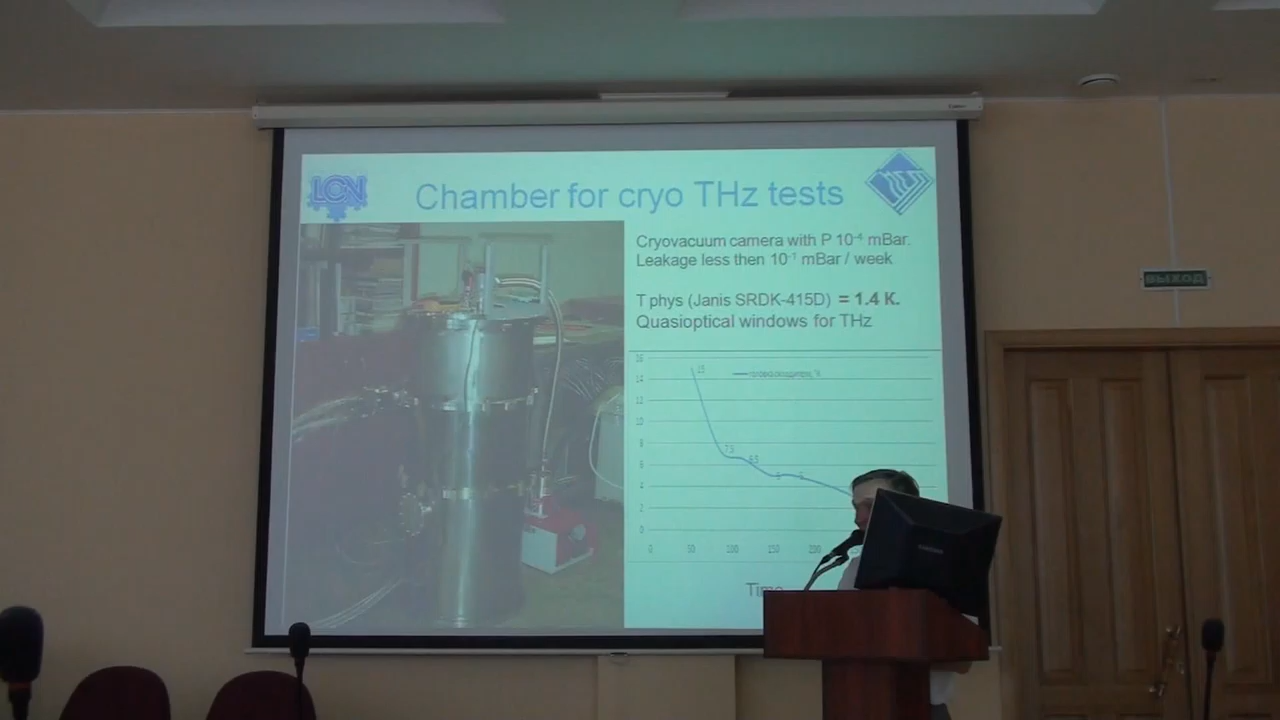 LCN
Chamber for cryo THz tests
Cryovacuum camera with P 10⁻⁴ mBar.
Leakage less then 10⁻¹ mBar / week
T phys (Janis SRDK-415D) = 1.4 K.
Quasioptical windows for THz
16
14
12
10
8
6
4
2
0
15
7.5
6.5
5
5
0
50
100
150
200
Time
ВЫХОД
SAMSUNG